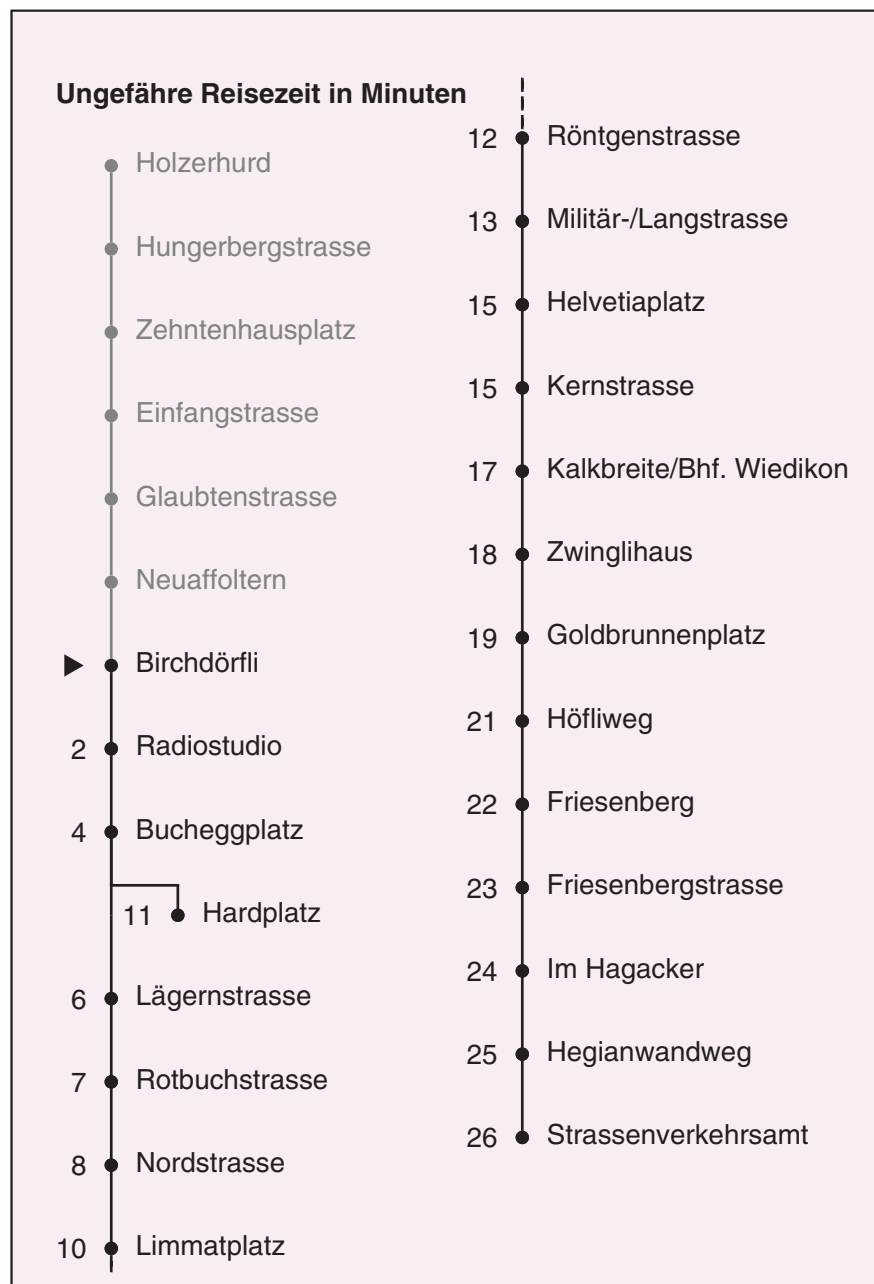 Ungefähre Reisezeit in Minuten
Holzerhurd
Hungerbergstrasse
Zehntenhausplatz
Einfangstrasse
Glaubtenstrasse
Neuaffoltern
Birchdörfli
2 Radiostudio
4 Bucheggplatz
11 Hardplatz
6 Lägernstrasse
7 Rotbuchstrasse
8 Nordstrasse
10 Limmatplatz
12 Röntgenstrasse
13 Militär-/Langstrasse
15 Helvetiaplatz
15 Kernstrasse
17 Kalkbreite/Bhf. Wiedikon
18 Zwinglihaus
19 Goldbrunnenplatz
21 Höfliweg
22 Friesenberg
23 Friesenbergstrasse
24 Im Hagacker
25 Hegianwandweg
26 Strassenverkehrsamt